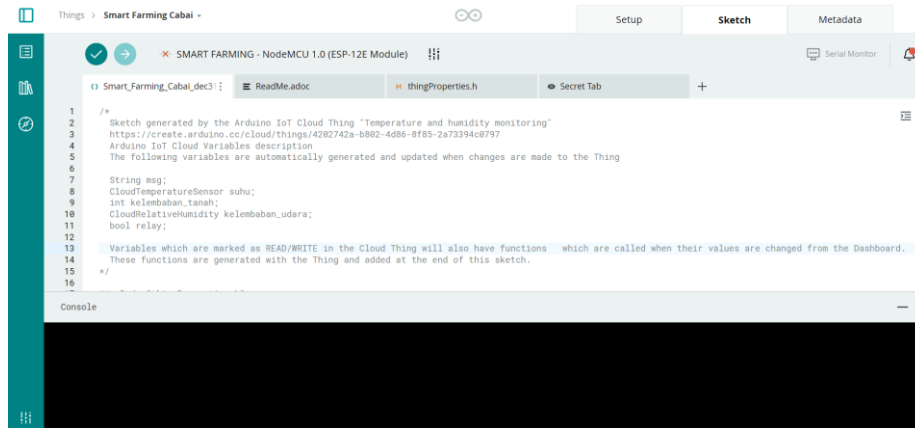 Things > Smart Farming Cabai
Setup
Sketch
Metadata
SMART FARMING - NodeMCU 1.0 (ESP-12E Module)
Serial Monitor
Smart_Farming_Cabai_dec31
ReadMe.adoc
H thingProperties.h
Secret Tab
1 /*
2 Sketch generated by the Arduino IoT Cloud Thing "Temperature and humidity monitoring"
3 https://create.arduino.cc/cloud/things/4202742a-b802-4d86-8f85-2a73394c0797
4 Arduino IoT Cloud Variables description
5 The following variables are automatically generated and updated when changes are made to the Thing
6
7 String msg;
8 CloudTemperatureSensor suhu;
9 int kelembaban_tanah;
10 CloudRelativeHumidity kelembaban_udara;
11 bool relay;
12
13 Variables which are marked as READ/WRITE in the Cloud Thing will also have functions which are called when their values are changed from the Dashboard.
14 These functions are generated with the Thing and added at the end of this sketch.
15 */
16
Console